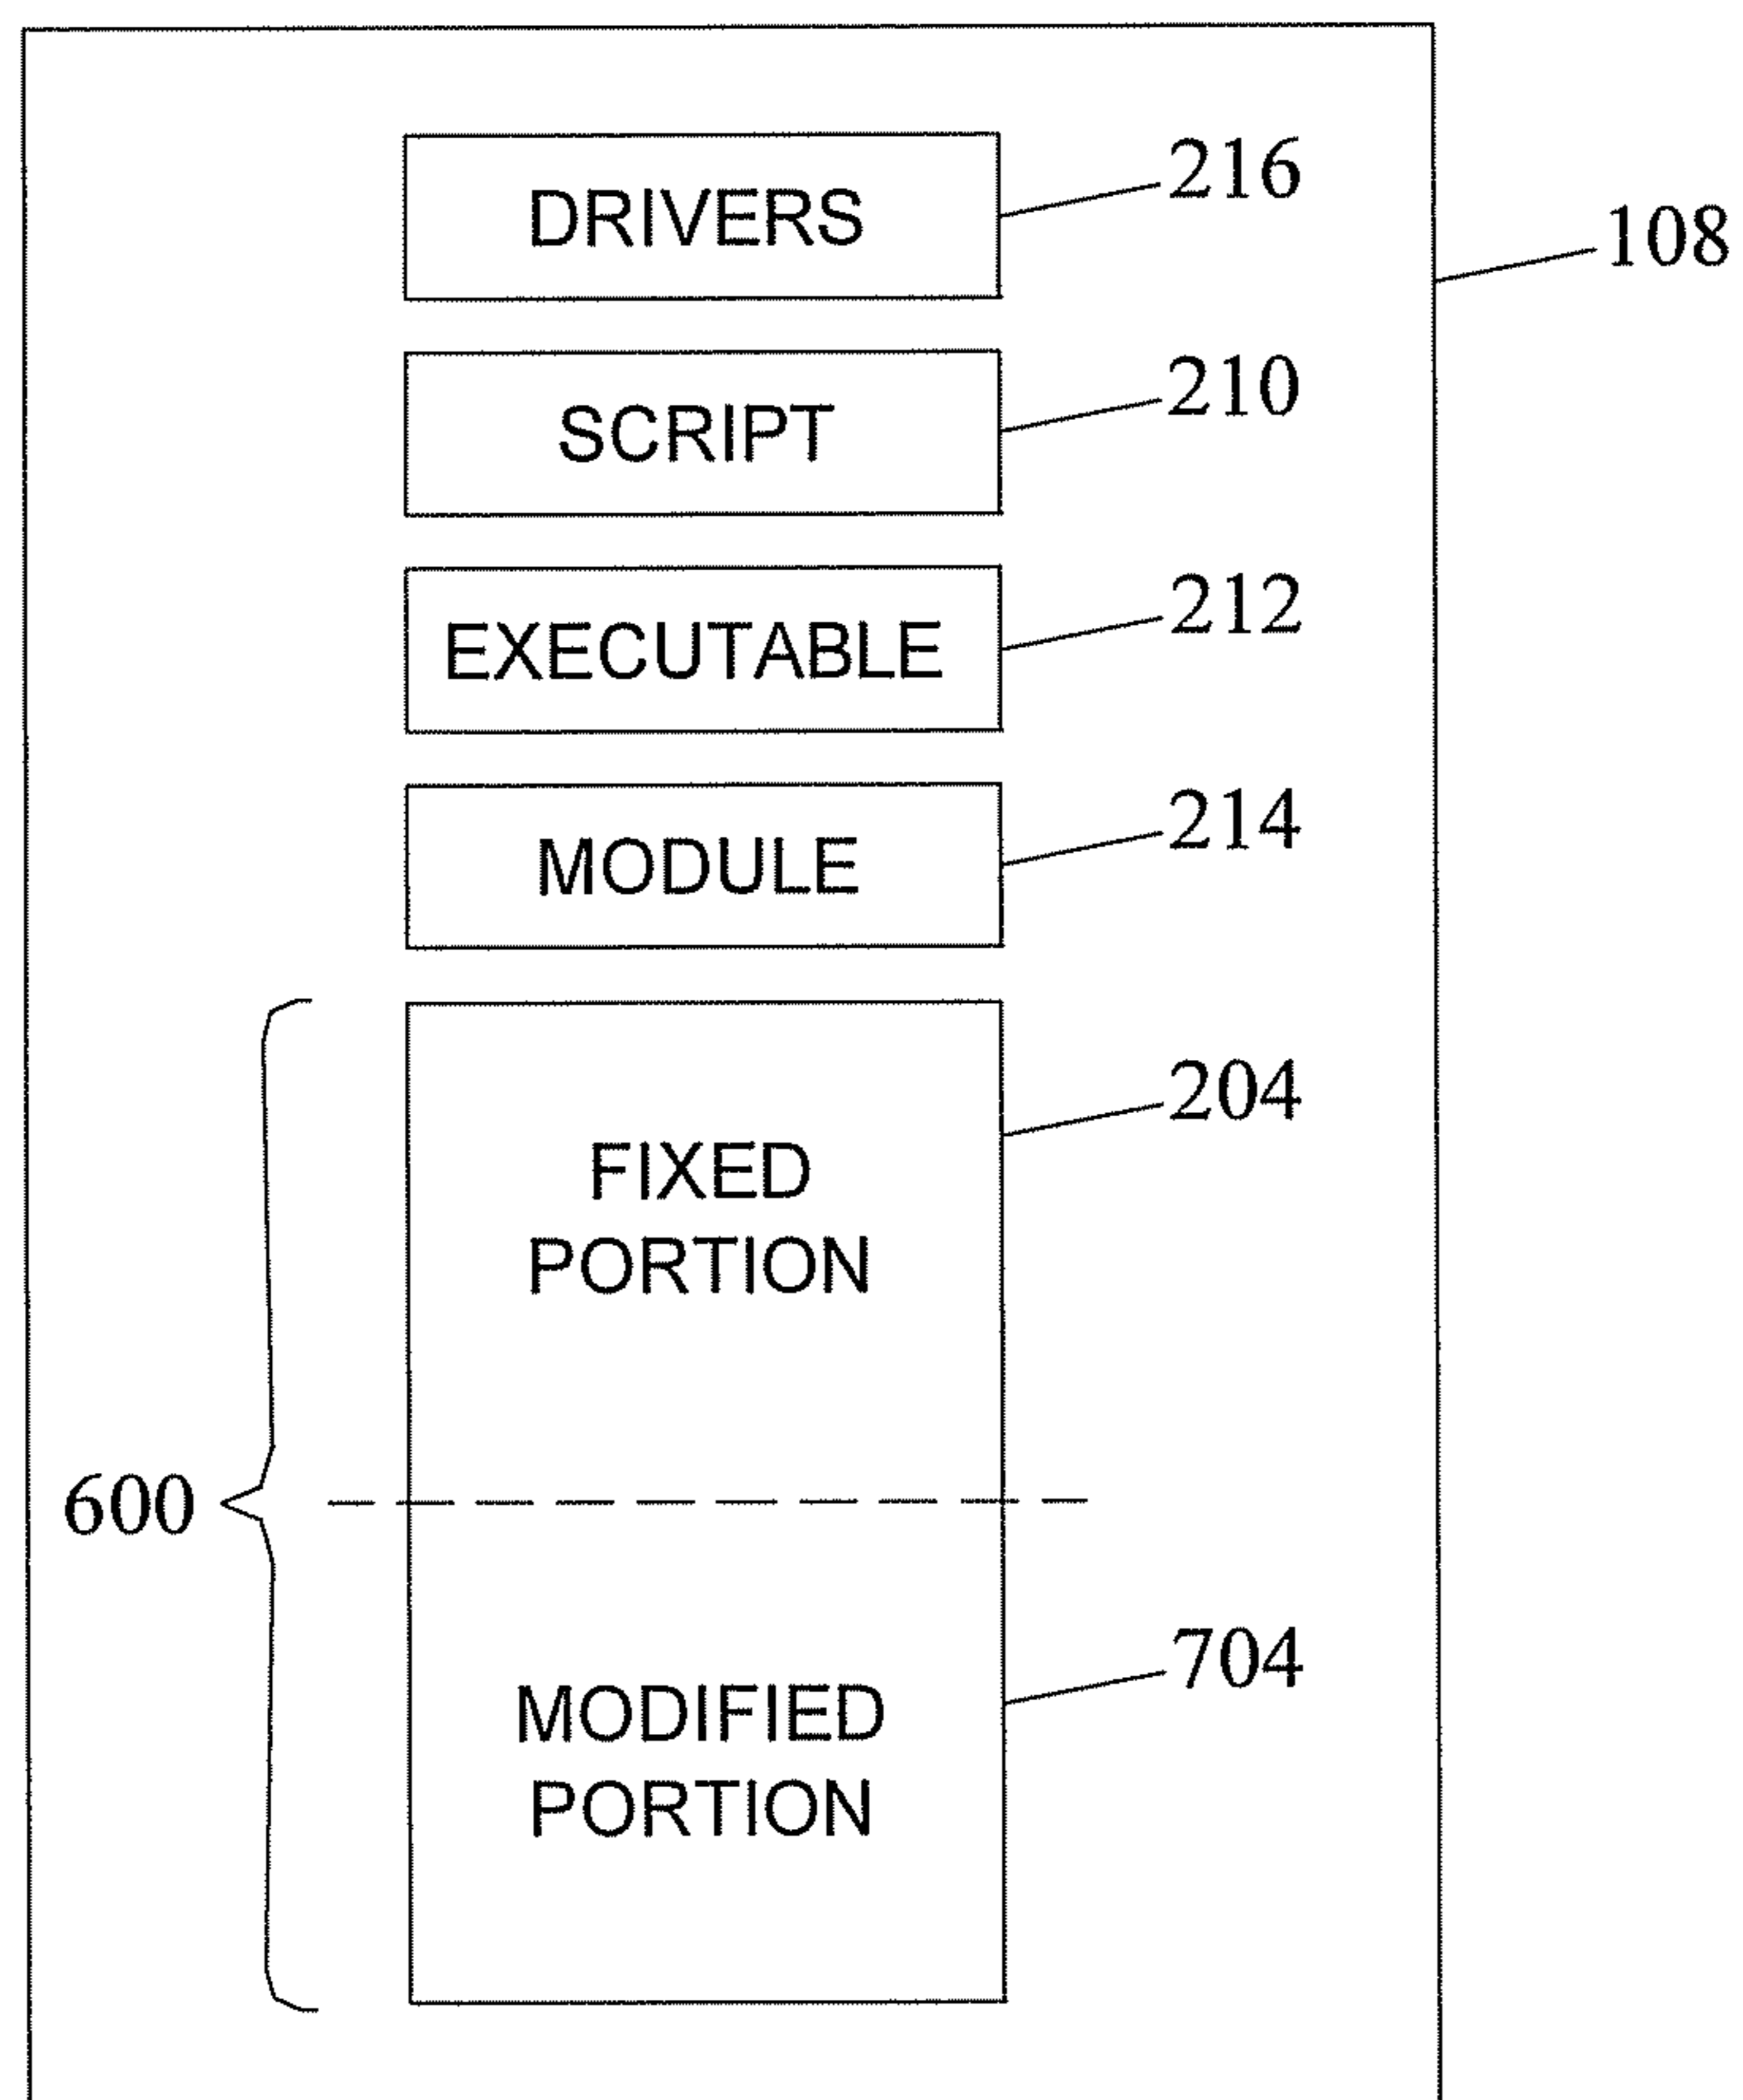 DRIVERS
216
108
SCRIPT
210
EXECUTABLE
212
MODULE
214
FIXED
PORTION
204
600
MODIFIED
PORTION
704